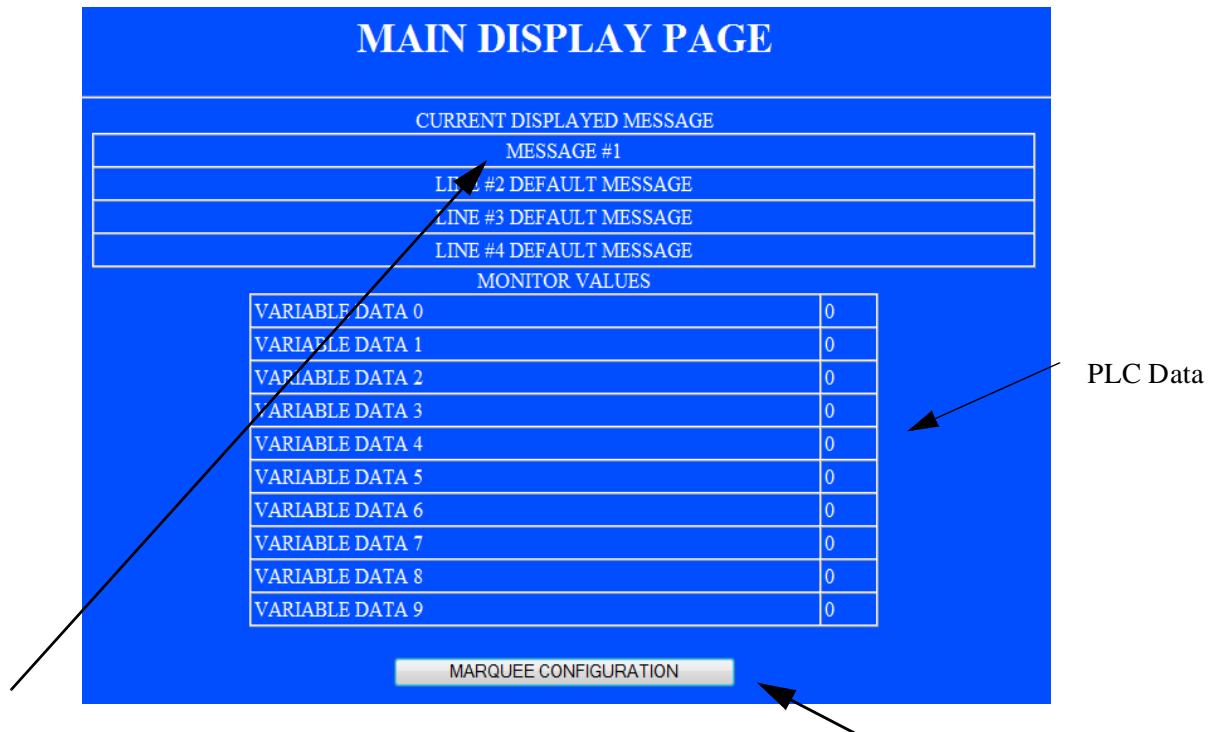 MAIN DISPLAY PAGE
CURRENT DISPLAYED MESSAGE
MESSAGE #1
LINE #2 DEFAULT MESSAGE
LINE #3 DEFAULT MESSAGE
LINE #4 DEFAULT MESSAGE
MONITOR VALUES
VARIABLE DATA 0 0
VARIABLE DATA 1 0
VARIABLE DATA 2 0
VARIABLE DATA 3 0
VARIABLE DATA 4 0
VARIABLE DATA 5 0
VARIABLE DATA 6 0
VARIABLE DATA 7 0
VARIABLE DATA 8 0
VARIABLE DATA 9 0
PLC Data
MARQUEE CONFIGURATION